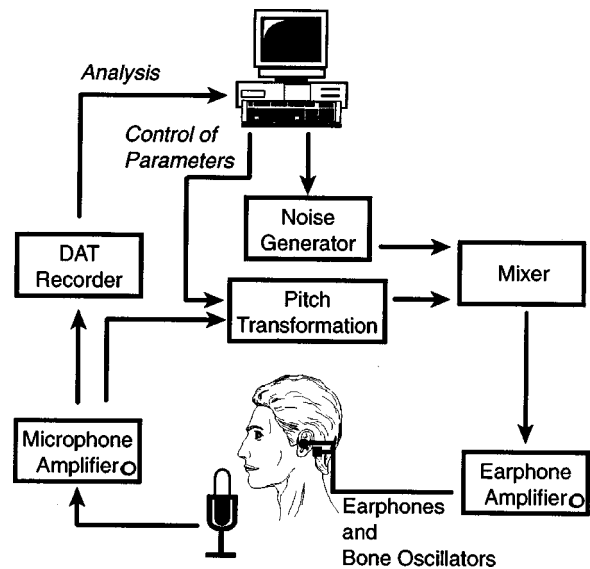 Analysis
Control of
Parameters
Noise
Generator
DAT
Recorder
Mixer
Pitch
Transformation
Microphone
Amplifier
Earphone
Amplifier
Earphones
and
Bone Oscillators